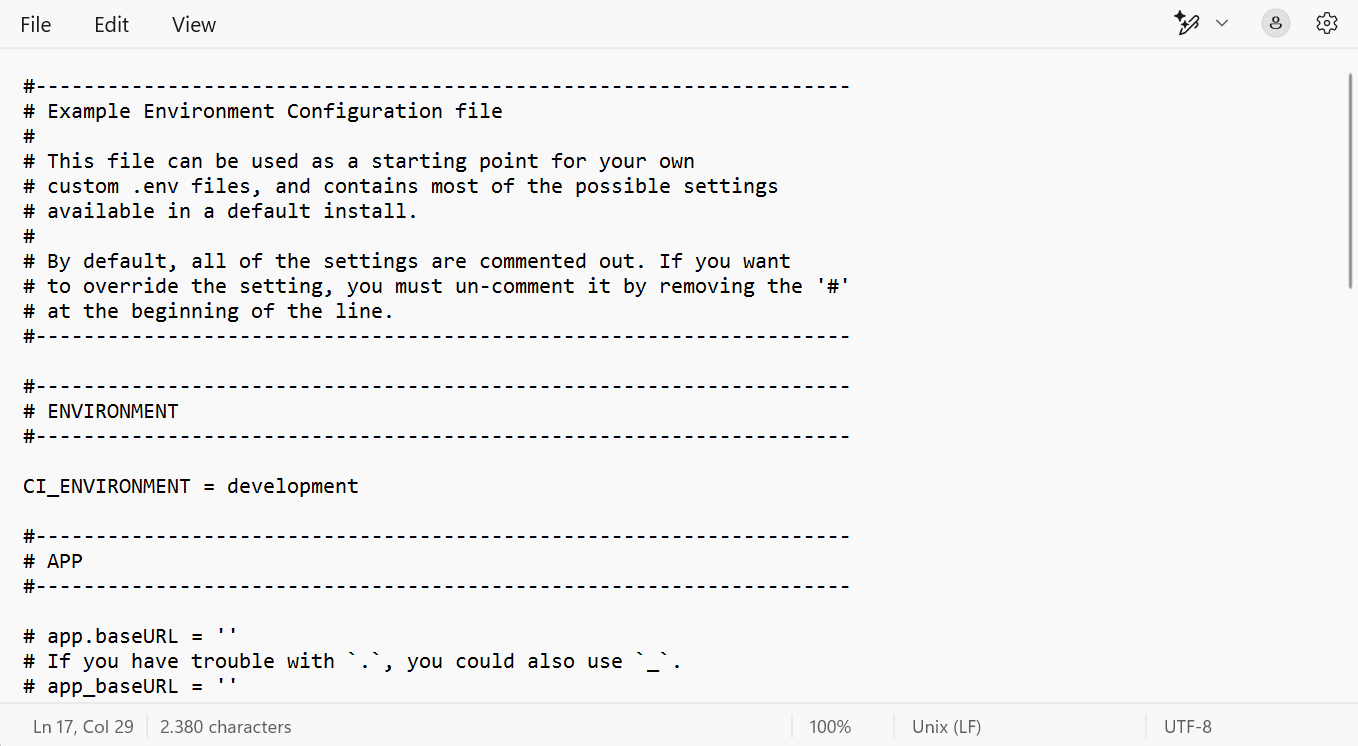 File Edit View
#--------------------------------------------------------------------
# Example Environment Configuration file
#
# This file can be used as a starting point for your own
# custom .env files, and contains most of the possible settings
# available in a default install.
#
# By default, all of the settings are commented out. If you want
# to override the setting, you must un-comment it by removing the '#'
# at the beginning of the line.
#--------------------------------------------------------------------
#--------------------------------------------------------------------
# ENVIRONMENT
#--------------------------------------------------------------------
CI_ENVIRONMENT = development
#--------------------------------------------------------------------
# APP
#--------------------------------------------------------------------
# app.baseURL = ''
# If you have trouble with `.`, you could also use `_`.
# app_baseURL = ''
Ln 17, Col 29 2.380 characters 100% Unix (LF) UTF-8